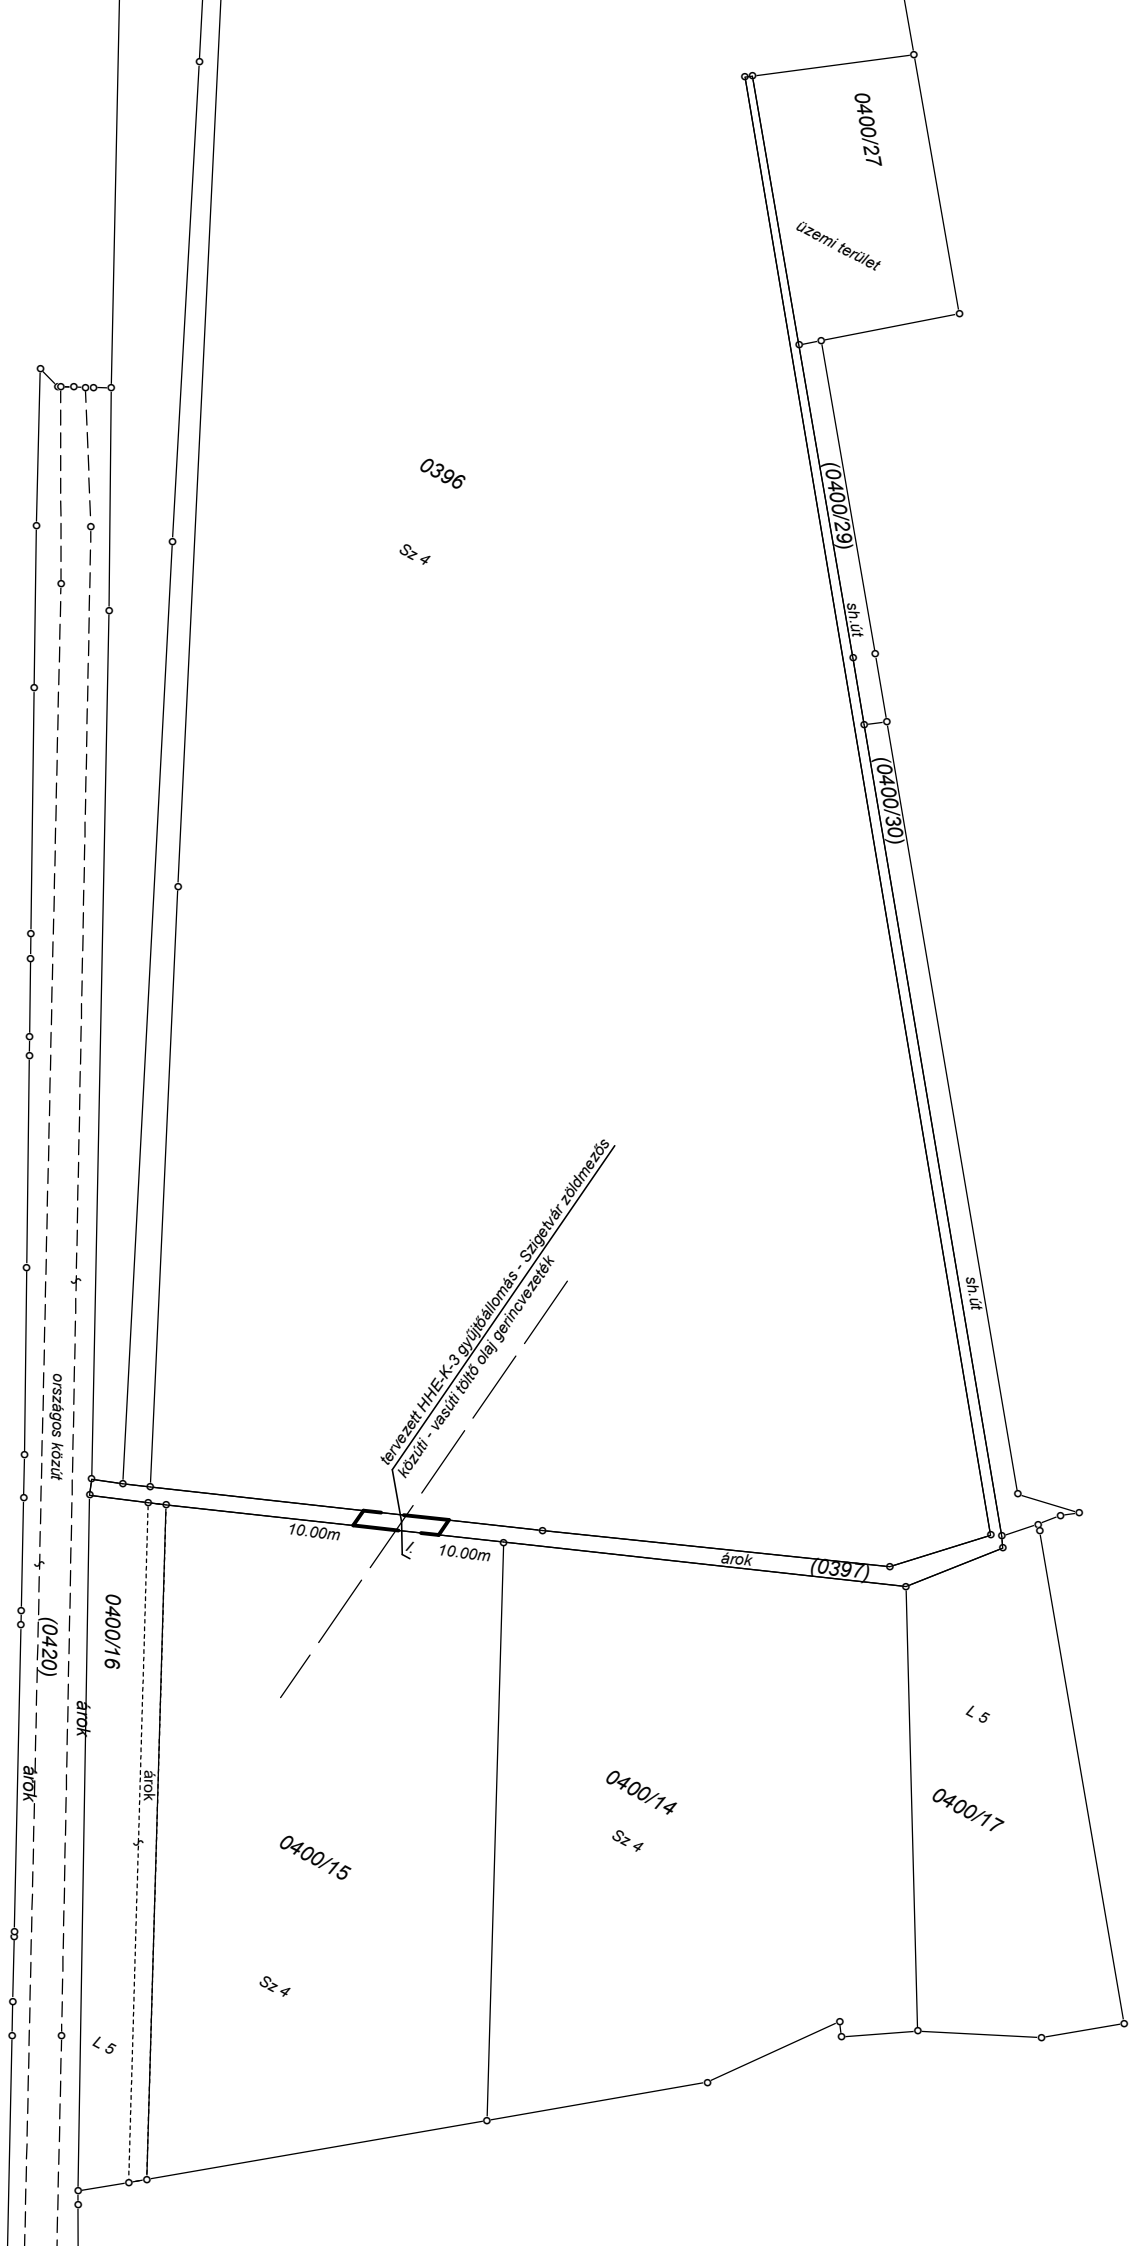 0400/27
üzemi terület
0396
Sz 4
(0400/29)
sh.út
(0400/30)
tervezett HHE-K-3 gyűjtőállomás - Szigetvár zöldmezős
közúti - vasúti töltő olaj gerincvezeték
sh.út
országos közút
10.00m
I.
10.00m
árok
(0397)
0400/16
(0420)
árok
árok
árok
L 5
0400/14
Sz 4
0400/17
0400/15
Sz 4
L 5